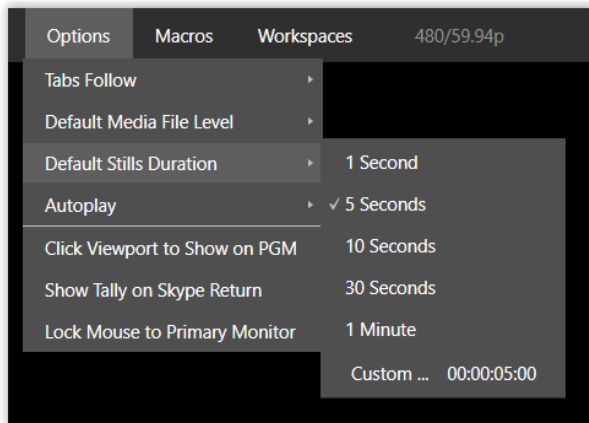 Options Macros Workspaces 480/59.94p
Tabs Follow
Default Media File Level
Default Stills Duration
Autoplay
Click Viewport to Show on PGM
Show Tally on Skype Return
Lock Mouse to Primary Monitor
1 Second
✓ 5 Seconds
10 Seconds
30 Seconds
1 Minute
Custom ... 00:00:05:00